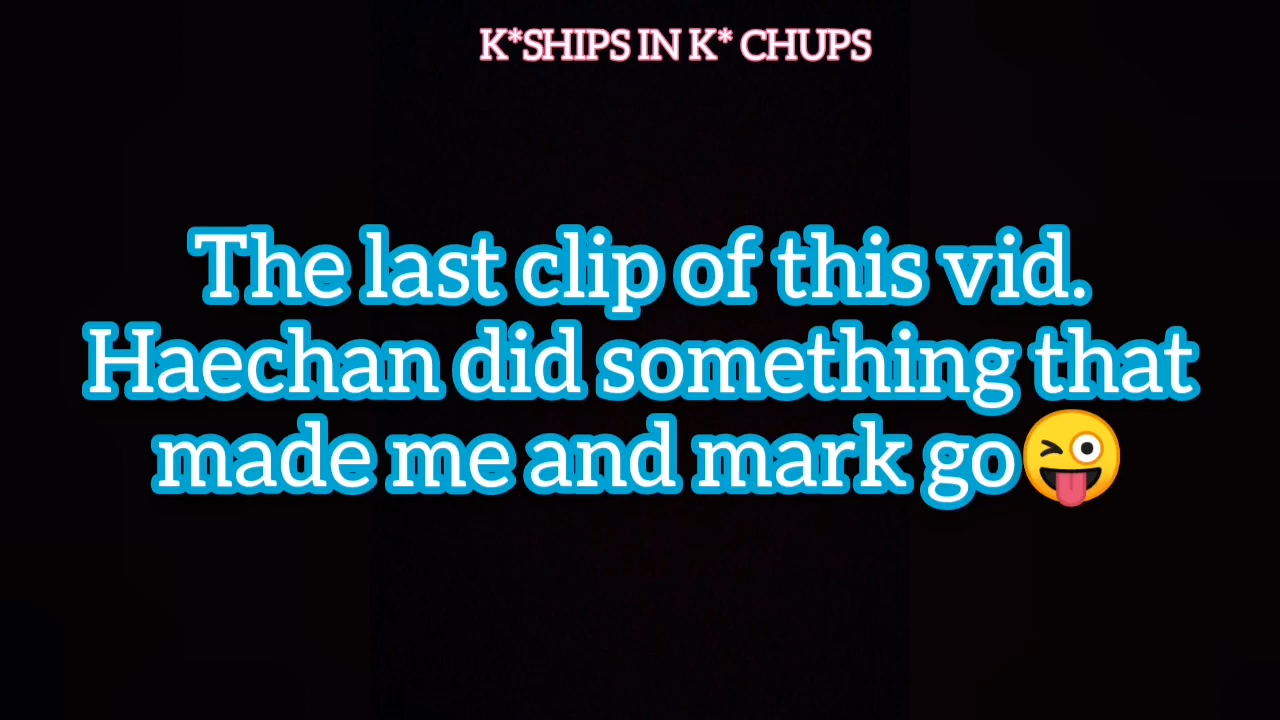 K*SHIPS IN K* CHUPS
The last clip of this vid.
Haechan did something that
made me and mark go😜